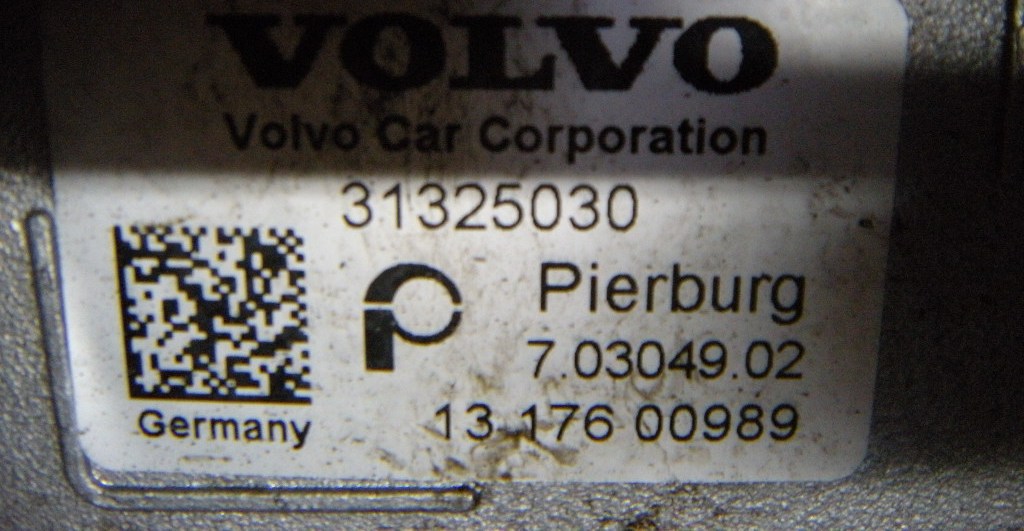 VOLVO
Volvo Car Corporation
31325030
Pierburg
7.03049.02
Germany
13 176 00989